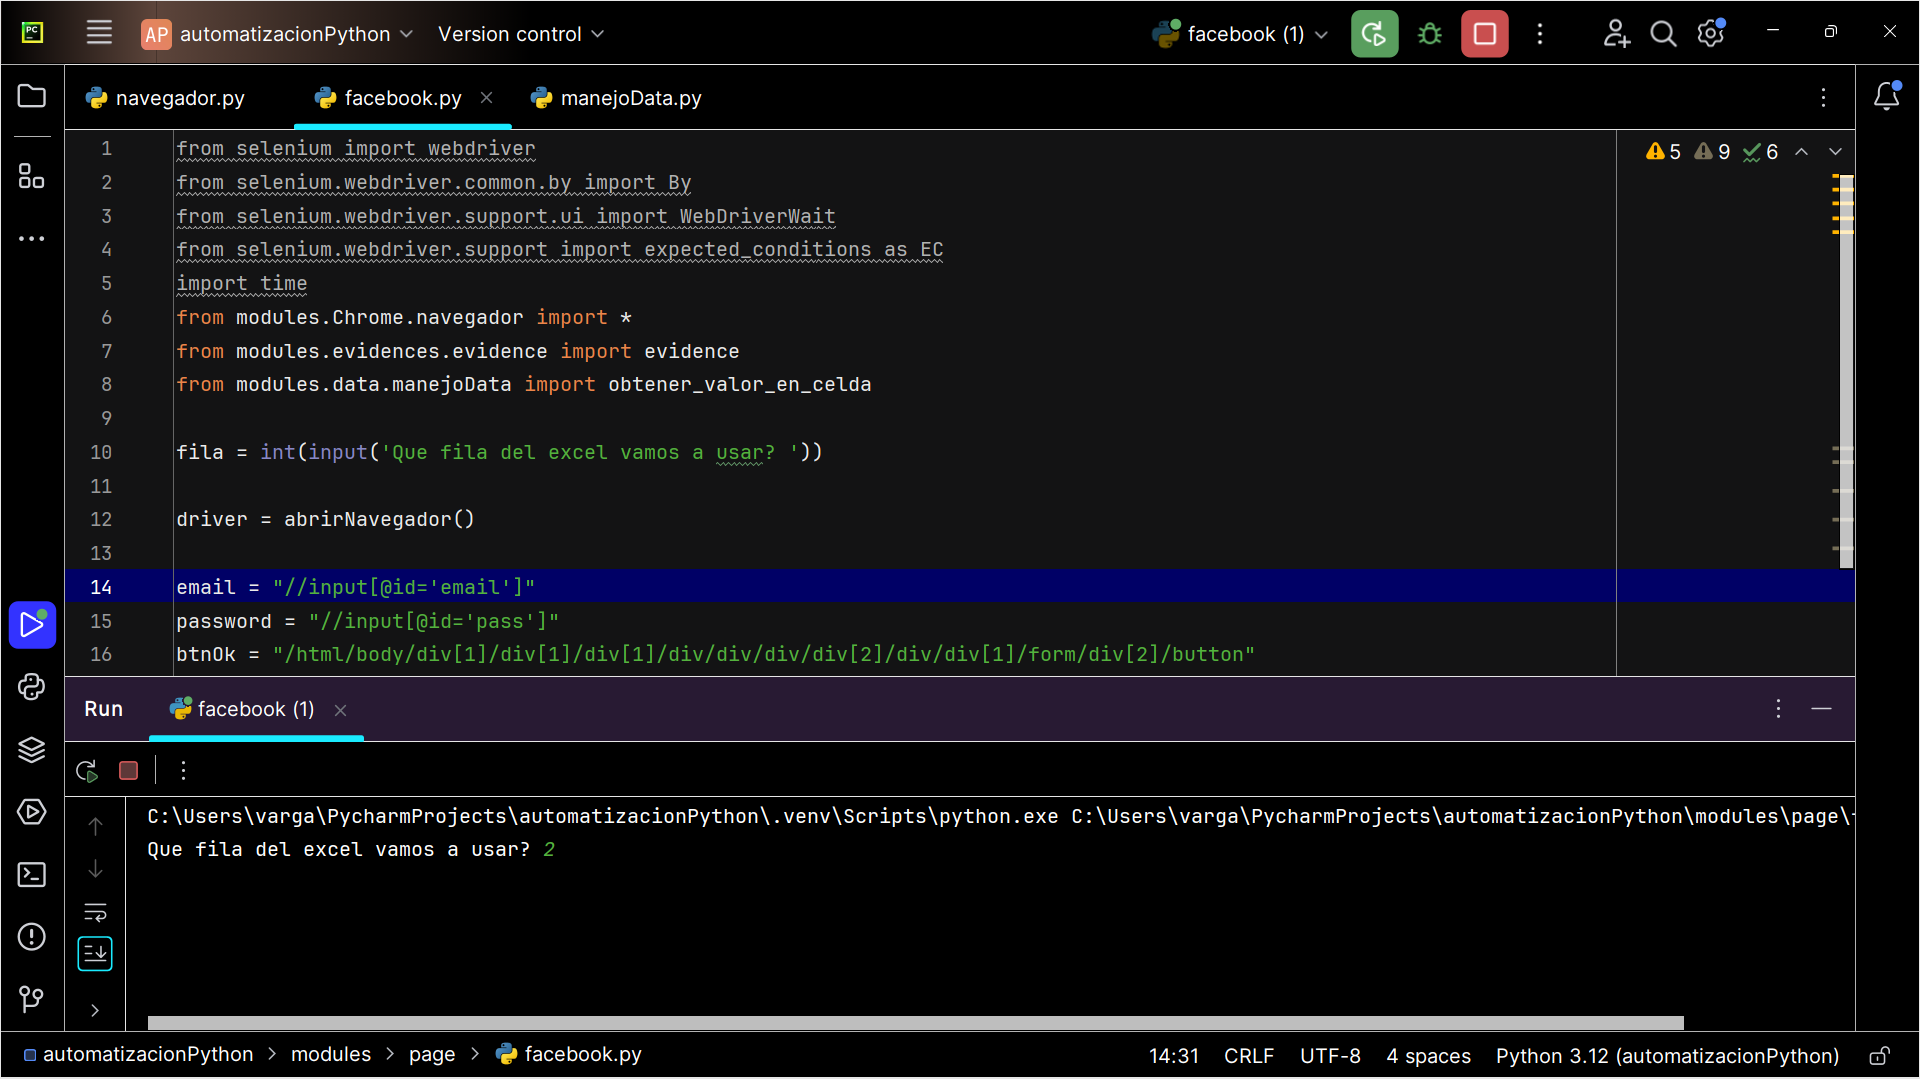 PC AP automatizacionPython Version control facebook (1)
navegador.py facebook.py manejoData.py
1 from selenium import webdriver 5 9 6
2 from selenium.webdriver.common.by import By
3 from selenium.webdriver.support.ui import WebDriverWait
4 from selenium.webdriver.support import expected_conditions as EC
5 import time
6 from modules.Chrome.navegador import *
7 from modules.evidences.evidence import evidence
8 from modules.data.manejoData import obtener_valor_en_celda
9
10 fila = int(input('Que fila del excel vamos a usar? '))
11
12 driver = abrirNavegador()
13
14 email = "//input[@id='email']"
15 password = "//input[@id='pass']"
16 btnOk = "/html/body/div[1]/div[1]/div[1]/div/div/div/div[2]/div/div[1]/form/div[2]/button"
Run facebook (1)
C:\Users\varga\PycharmProjects\automatizacionPython\.venv\Scripts\python.exe C:\Users\varga\PycharmProjects\automatizacionPython\modules\page\
Que fila del excel vamos a usar? 2
automatizacionPython > modules > page > facebook.py 14:31 CRLF UTF-8 4 spaces Python 3.12 (automatizacionPython)